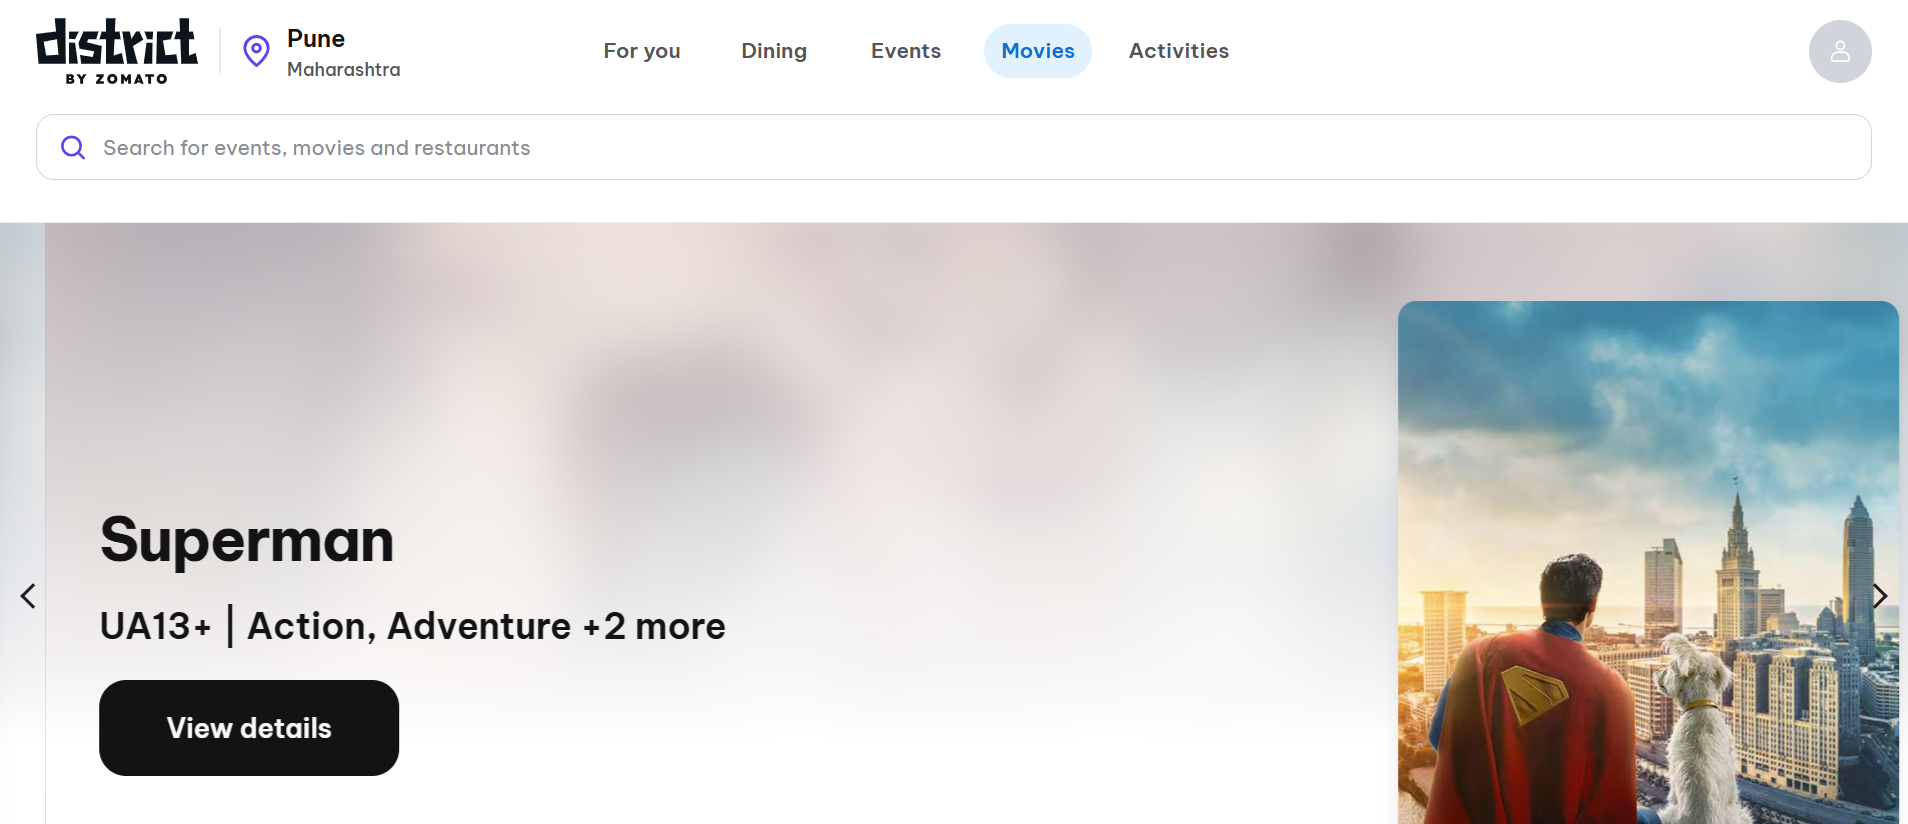 district
BY ZOMATO
Pune
Maharashtra
For you
Dining
Events
Movies
Activities
Search for events, movies and restaurants
Superman
UA13+ | Action, Adventure +2 more
View details